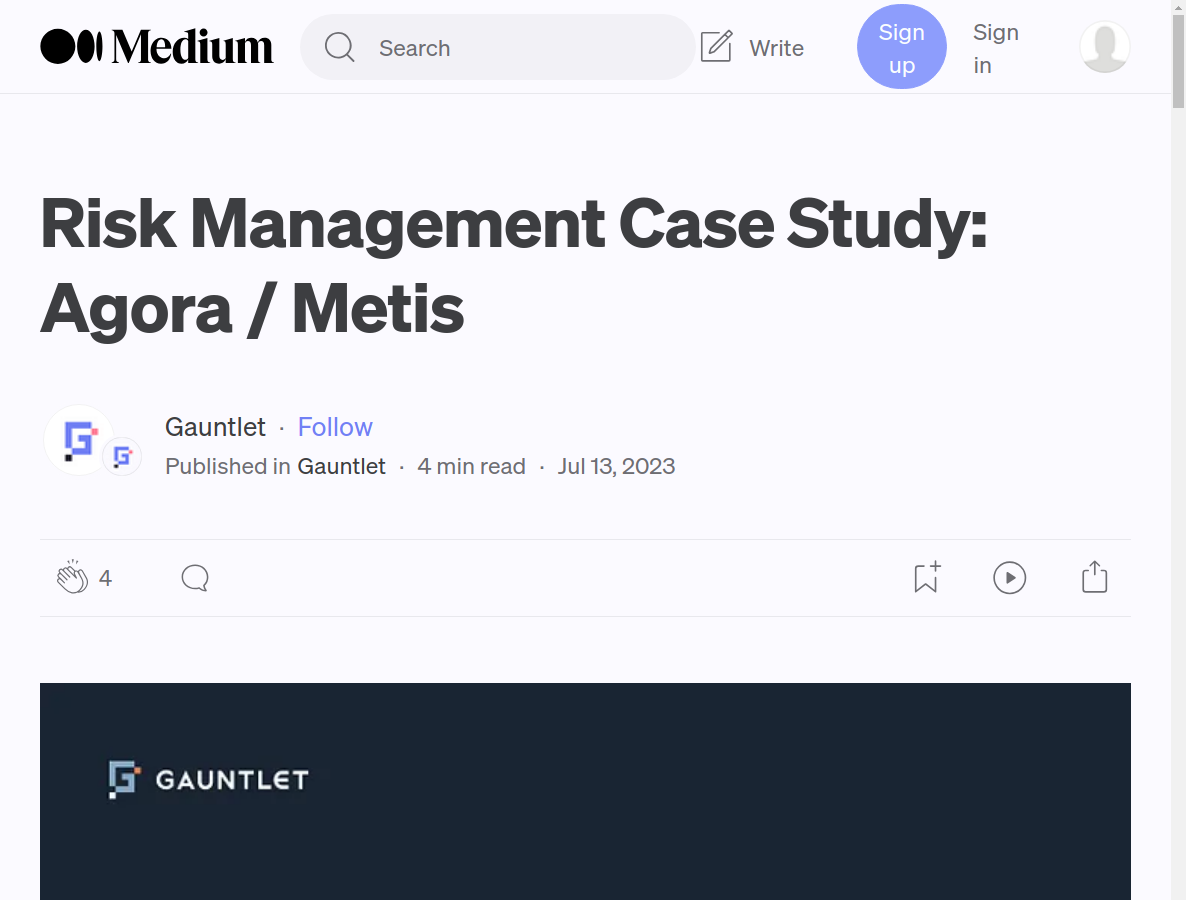 Medium
Search
Write
Sign up
Sign in
Risk Management Case Study:
Agora / Metis
Gauntlet · Follow
Published in Gauntlet · 4 min read · Jul 13, 2023
4
GAUNTLET